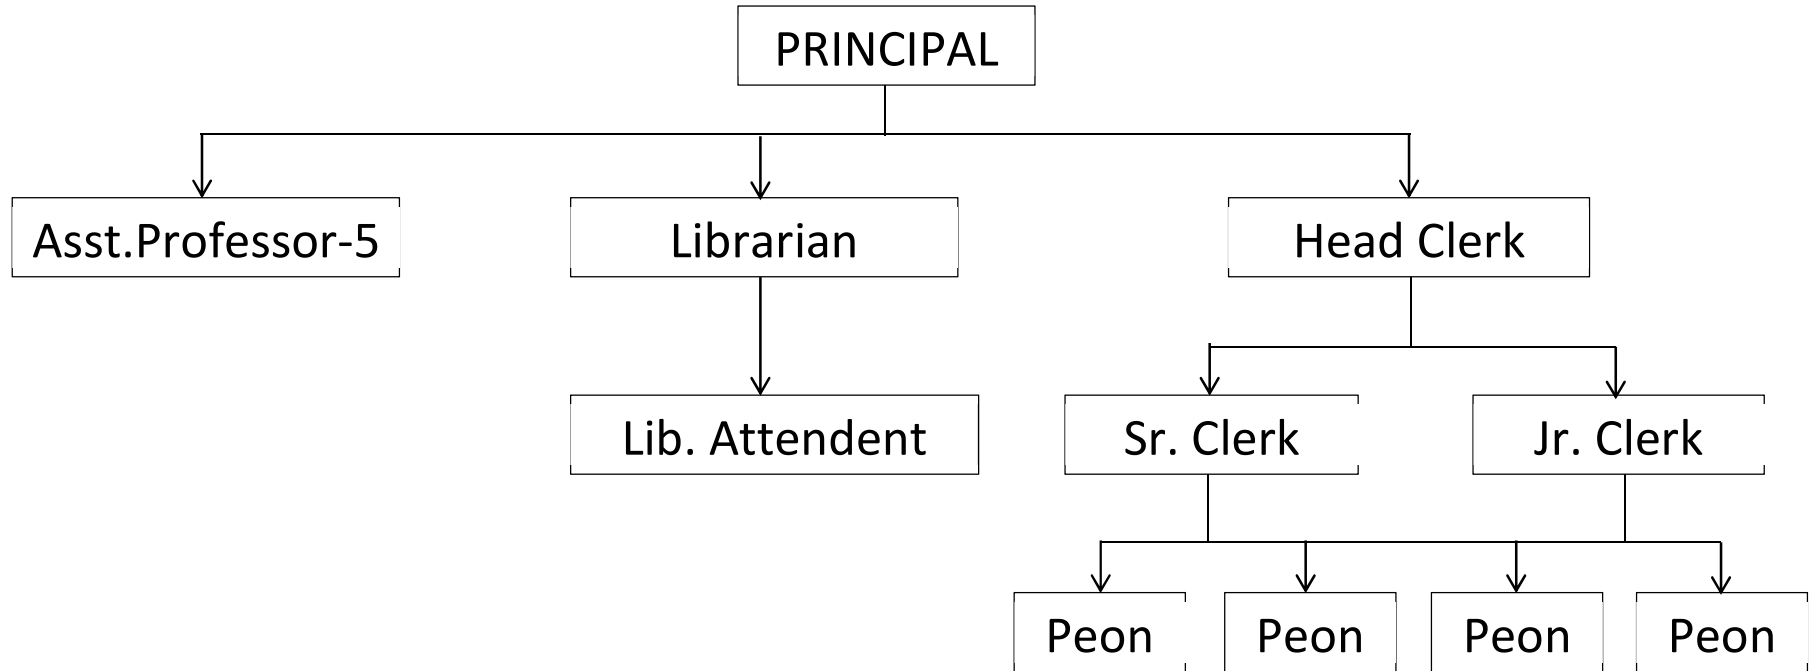 PRINCIPAL
Asst.Professor-5
Librarian
Head Clerk
Lib. Attendent
Sr. Clerk
Jr. Clerk
Peon
Peon
Peon
Peon